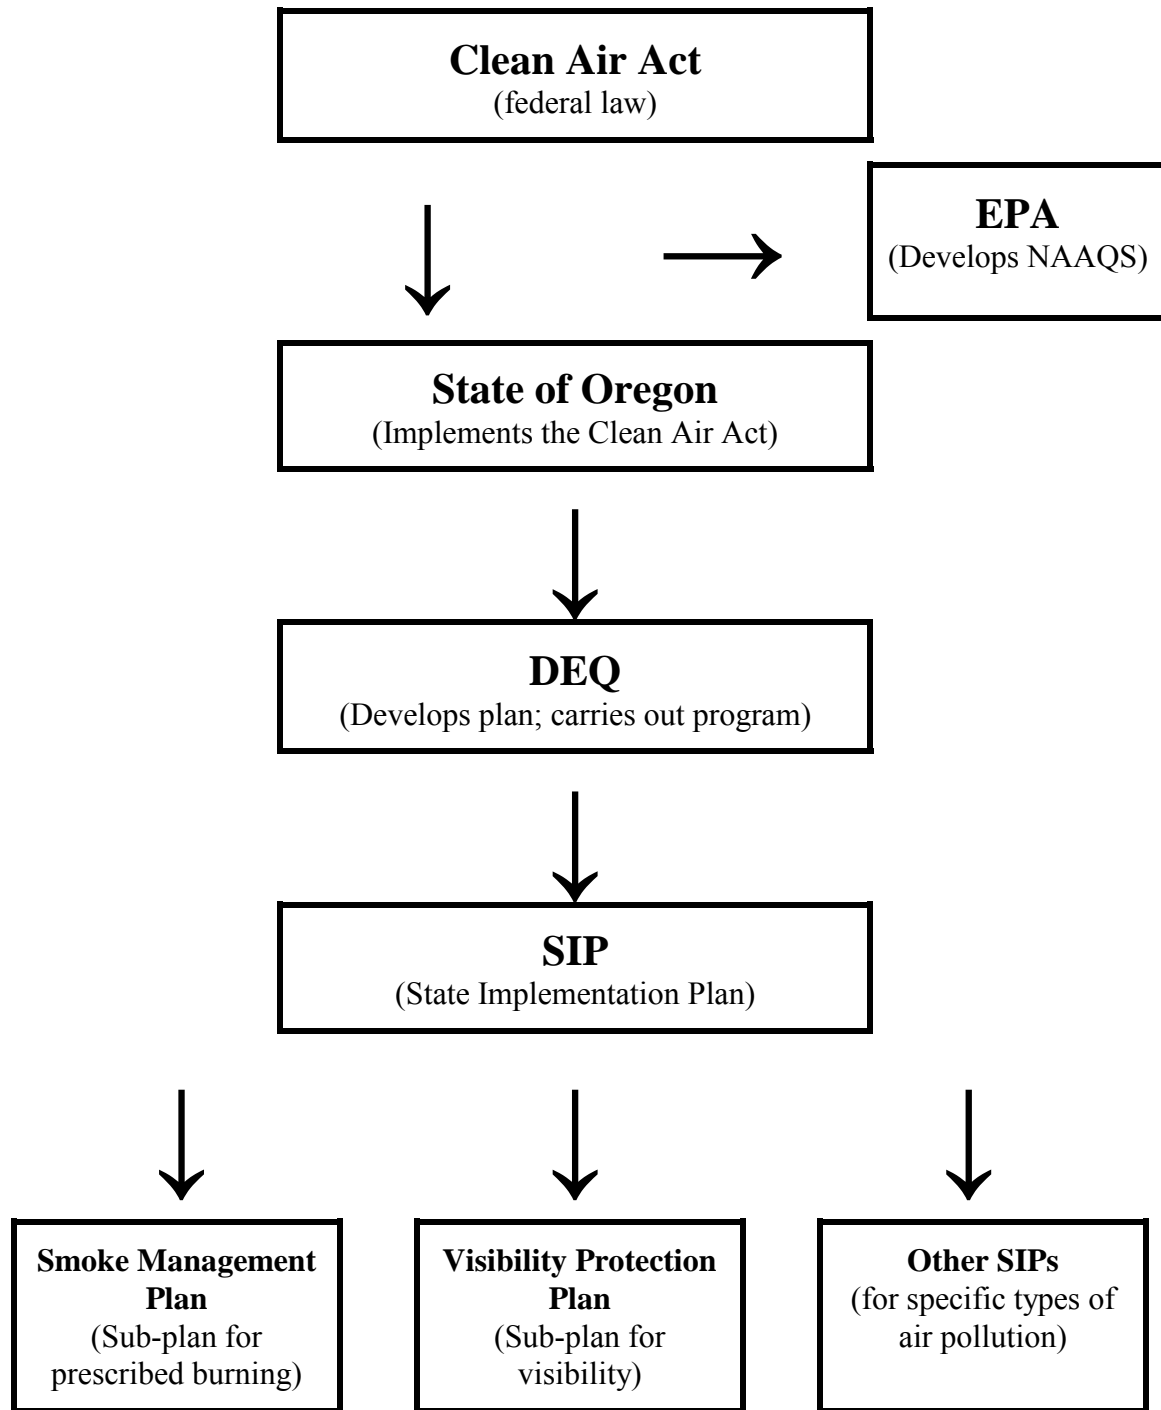 Clean Air Act
(federal law)
EPA
(Develops NAAQS)
State of Oregon
(Implements the Clean Air Act)
DEQ
(Develops plan; carries out program)
SIP
(State Implementation Plan)
Smoke Management
Plan
(Sub-plan for
prescribed burning)
Visibility Protection
Plan
(Sub-plan for
visibility)
Other SIPs
(for specific types of
air pollution)